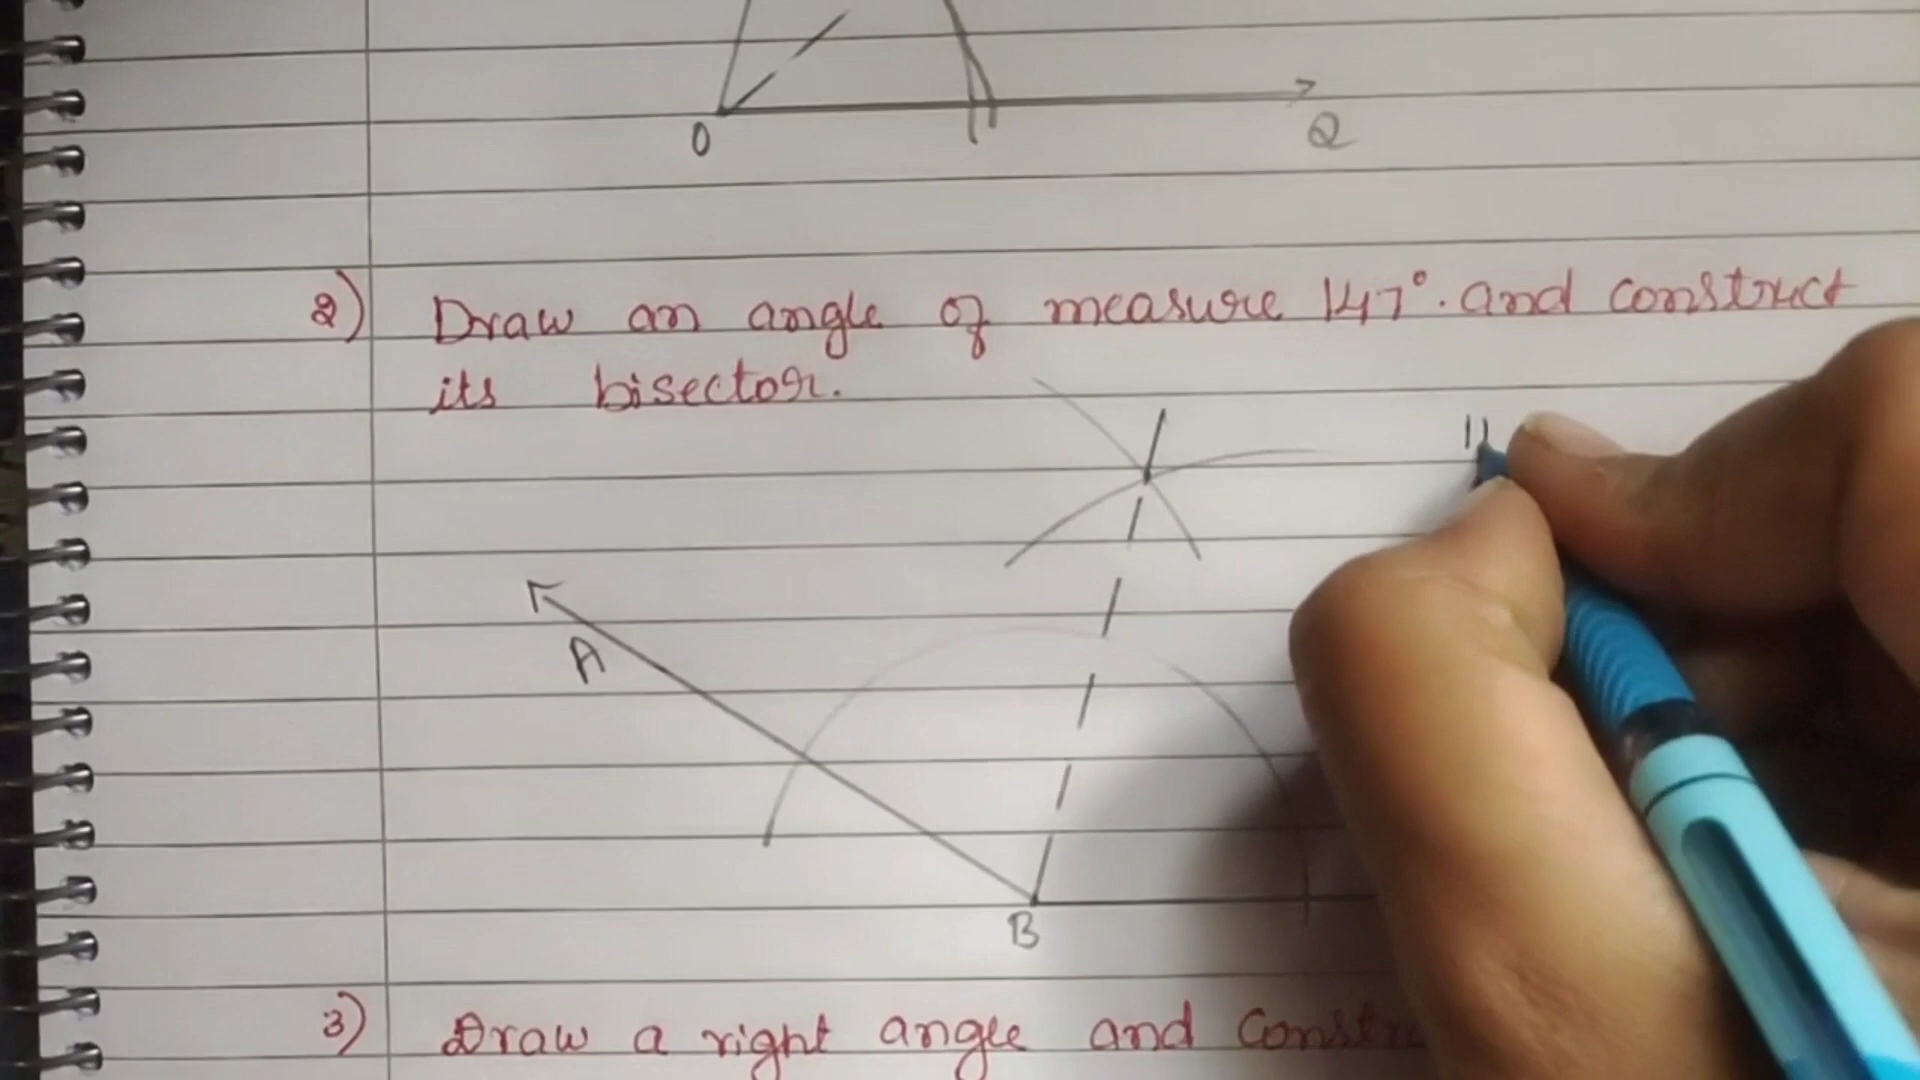 O
Q
2) Draw an angle of measure 147°. and construct
its bisector.
A
B
3) Draw a right angle and